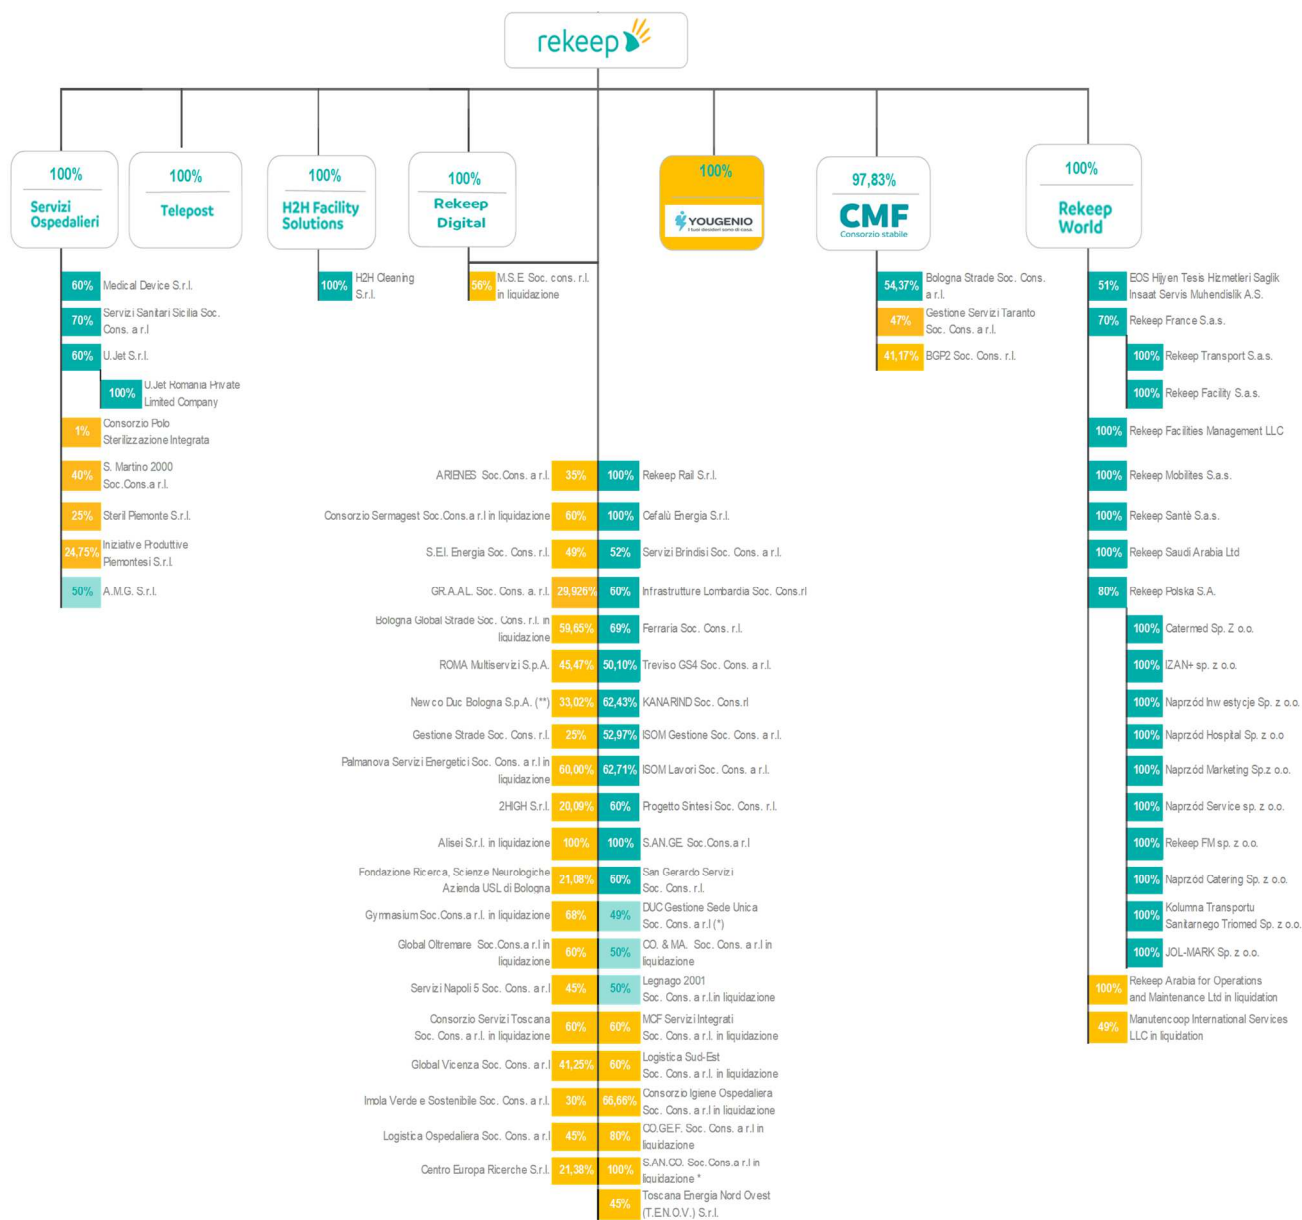 rekeep
100%
Servizi
Ospedalieri
100%
Telepost
100%
H2H Facility
Solutions
100%
Rekeep
Digital
100%
YOUGENIO
I tuoi desideri sono di casa.
97,83%
CMF
Consorzio stabile
100%
Rekeep
World
60% Medical Device S.r.l.
70% Servizi Sanitari Sicilia Soc.
Cons. a r.l
60% U.Jet S.r.l.
100% U.Jet Romania Private
Limited Company
1% Consorzio Polo
Sterilizzazione Integrata
40% S. Martino 2000
Soc.Cons.a r.l.
25% Steril Piemonte S.r.l.
24,75% Iniziative Produttive
Piemontesi S.r.l.
50% A.M.G. S.r.l.
100% H2H Cleaning
S.r.l.
56% M.S.E. Soc. cons. r.l.
in liquidazione
ARIENES Soc.Cons. a r.l. 35%
Consorzio Sermagest Soc.Cons.a r.l in liquidazione 60%
S.E.I. Energia Soc. Cons. r.l. 49%
GR.A.AL. Soc. Cons. a. r.l. 29,926%
Bologna Global Strade Soc. Cons. r.l. in
liquidazione 59,65%
ROMA Multiservizi S.p.A. 45,47%
Newco Duc Bologna S.p.A. (**) 33,02%
Gestione Strade Soc. Cons. r.l. 25%
Palmanova Servizi Energetici Soc. Cons. a r.l in
liquidazione 60,00%
2HIGH S.r.l. 20,09%
Alisei S.r.l. in liquidazione 100%
Fondazione Ricerca, Scienze Neurologiche
Azienda USL di Bologna 21,08%
Gymnasium Soc.Cons.a r.l. in liquidazione 68%
Global Oltremare Soc.Cons.a r.l in
liquidazione 60%
Servizi Napoli 5 Soc. Cons. a r.l 45%
Consorzio Servizi Toscana
Soc. Cons. a r.l. in liquidazione 60%
Global Vicenza Soc. Cons. a r.l 41,25%
Imola Verde e Sostenibile Soc. Cons. a r.l. 30%
Logistica Ospedaliera Soc. Cons. a r.l 45%
Centro Europa Ricerche S.r.l. 21,38%
100% Rekeep Rail S.r.l.
100% Cefalù Energia S.r.l.
52% Servizi Brindisi Soc. Cons. a r.l.
60% Infrastrutture Lombardia Soc. Cons.rl
69% Ferraria Soc. Cons. r.l.
50,10% Treviso GS4 Soc. Cons. a r.l.
62,43% KANARIND Soc. Cons.rl
52,97% ISOM Gestione Soc. Cons. a r.l.
62,71% ISOM Lavori Soc. Cons. a r.l.
60% Progetto Sintesi Soc. Cons. r.l.
100% S.AN.GE. Soc.Cons.a r.l
60% San Gerardo Servizi
Soc. Cons. r.l.
49% DUC Gestione Sede Unica
Soc. Cons. a r.l (*)
50% CO. & MA. Soc. Cons. a r.l in
liquidazione
50% Legnago 2001
Soc. Cons. a r.l.in liquidazione
60% MCF Servizi Integrati
Soc. Cons. a r.l. in liquidazione
60% Logistica Sud-Est
Soc. Cons. a r.l. in liquidazione
66,66% Consorzio Igiene Ospedaliera
Soc. Cons. a r.l in liquidazione
80% CO.GE.F. Soc. Cons. a r.l in
liquidazione
100% S.AN.CO. Soc.Cons.a r.l in
liquidazione *
45% Toscana Energia Nord Ovest
(T.E.N.O.V.) S.r.l.
54,37% Bologna Strade Soc. Cons.
a r.l.
47% Gestione Servizi Taranto
Soc. Cons. a r.l.
41,17% BGP2 Soc. Cons. r.l.
51% EOS Hijyen Tesis Hizmetleri Saglik
Insaat Servis Muhendislik A.S.
70% Rekeep France S.a.s.
100% Rekeep Transport S.a.s.
100% Rekeep Facility S.a.s.
100% Rekeep Facilities Management LLC
100% Rekeep Mobilites S.a.s.
100% Rekeep Santè S.a.s.
100% Rekeep Saudi Arabia Ltd
80% Rekeep Polska S.A.
100% Catermed Sp. Z o.o.
100% IZAN+ sp. z o.o.
100% Naprzód Inwestycje Sp. z o.o.
100% Naprzód Hospital Sp. z o.o
100% Naprzód Marketing Sp.z o.o.
100% Naprzód Service sp. z o.o.
100% Rekeep FM sp. z o.o.
100% Naprzód Catering Sp. z o.o.
100% Kolumna Transportu
Sanitarnego Triomed Sp. z o.o.
100% JOL-MARK Sp. z o.o.
100% Rekeep Arabia for Operations
and Maintenance Ltd in liquidation
49% Manutencoop International Services
LLC in liquidation